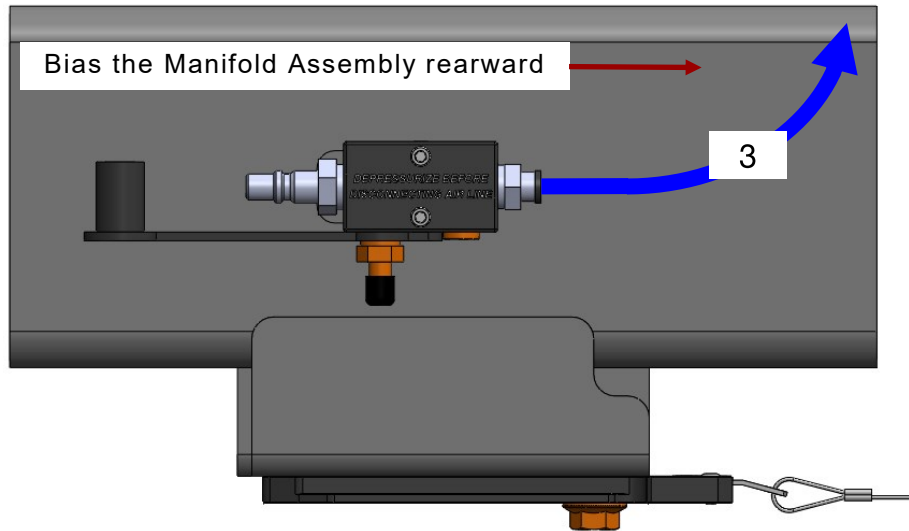 Bias the Manifold Assembly rearward
3
DEPRESSURIZE BEFORE
DISCONNECTING AIR LINE